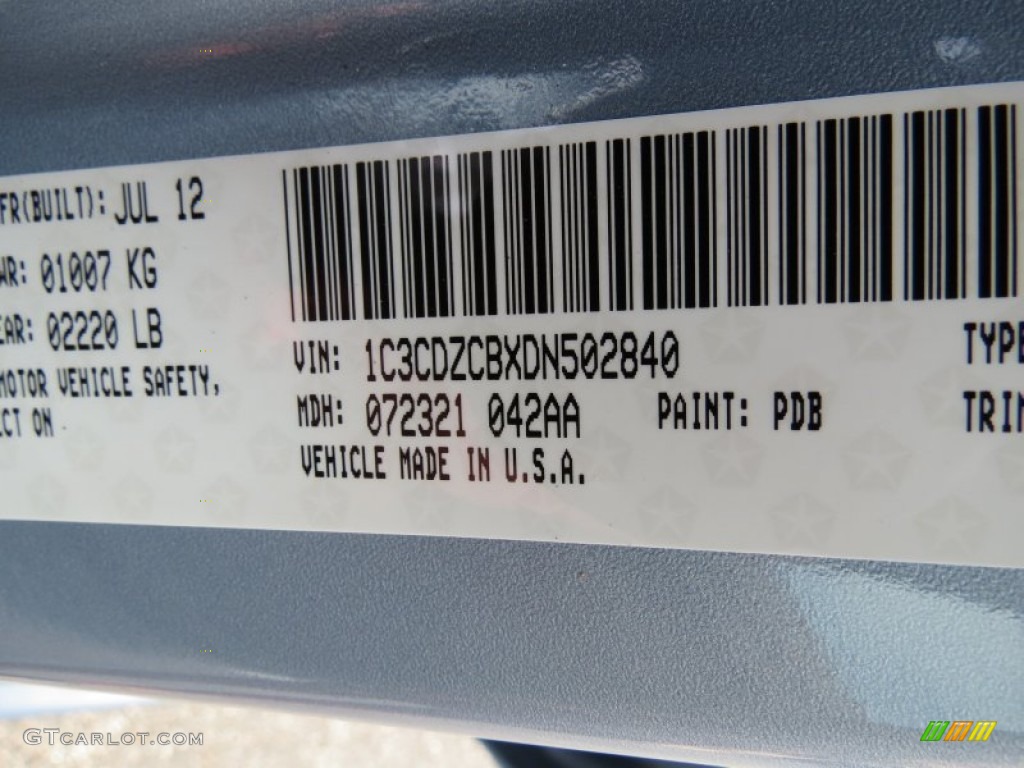 FR(BUILT): JUL 12
WR: 01007 KG
EAR: 02220 LB
MOTOR VEHICLE SAFETY,
ECT ON
VIN: 1C3CDZCBXDN502840
MDH: 072321 042AA
PAINT: PDB
VEHICLE MADE IN U.S.A.
TYPE
TRIM
GTCARLOT.COM